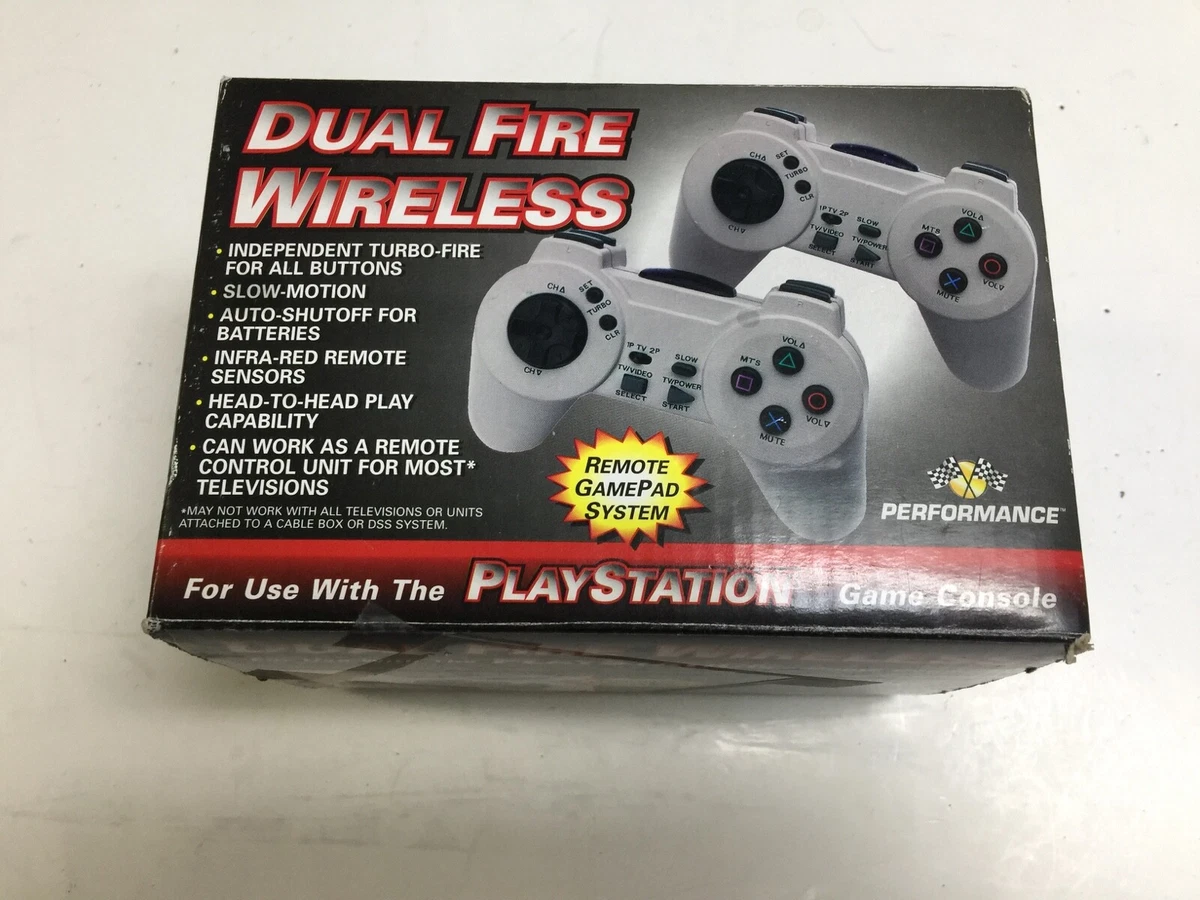 DUAL FIRE
WIRELESS
• INDEPENDENT TURBO-FIRE
FOR ALL BUTTONS
• SLOW-MOTION
• AUTO-SHUTOFF FOR
BATTERIES
• INFRA-RED REMOTE
SENSORS
• HEAD-TO-HEAD PLAY
CAPABILITY
• CAN WORK AS A REMOTE
CONTROL UNIT FOR MOST*
TELEVISIONS
*MAY NOT WORK WITH ALL TELEVISIONS OR UNITS
ATTACHED TO A CABLE BOX OR DSS SYSTEM.
CH△
SET
TURBO
CLR
CH▽
1P TV 2P
SLOW
TV/VIDEO
TV/POWER
SELECT
START
VOL△
MTS
VOL▽
MUTE
CH△
SET
TURBO
CLR
CH▽
1P TV 2P
SLOW
TV/VIDEO
TV/POWER
SELECT
START
VOL△
MTS
VOL▽
MUTE
REMOTE
GAMEPAD
SYSTEM
PERFORMANCE™
For Use With The PLAYSTATION Game Console